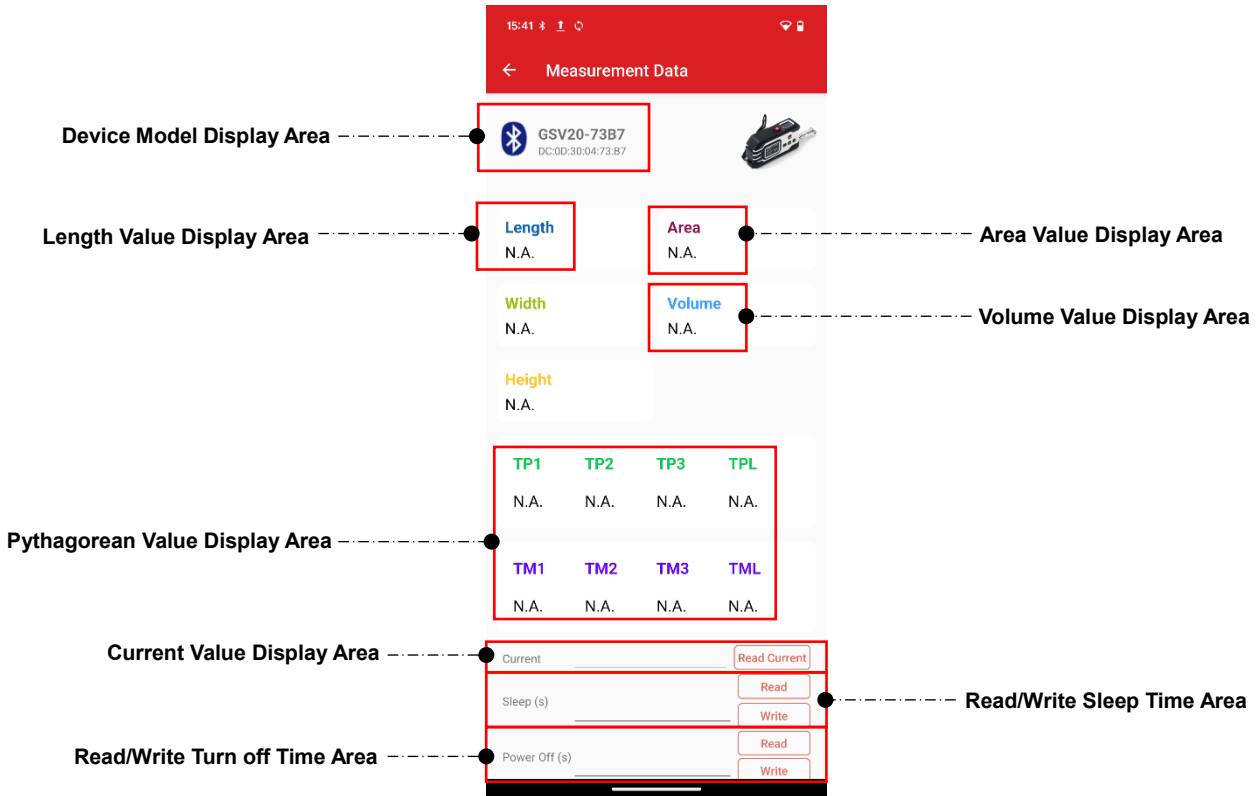 15:41
Measurement Data
Device Model Display Area
GSV20-73B7
DC:0D:30:04:73:B7
Length Value Display Area
Length
N.A.
Area
N.A.
Area Value Display Area
Width
N.A.
Volume
N.A.
Volume Value Display Area
Height
N.A.
TP1 TP2 TP3 TPL
N.A. N.A. N.A. N.A.
Pythagorean Value Display Area
TM1 TM2 TM3 TML
N.A. N.A. N.A. N.A.
Current Value Display Area
Current
Read Current
Sleep (s)
Read
Write
Read/Write Sleep Time Area
Read/Write Turn off Time Area
Power Off (s)
Read
Write